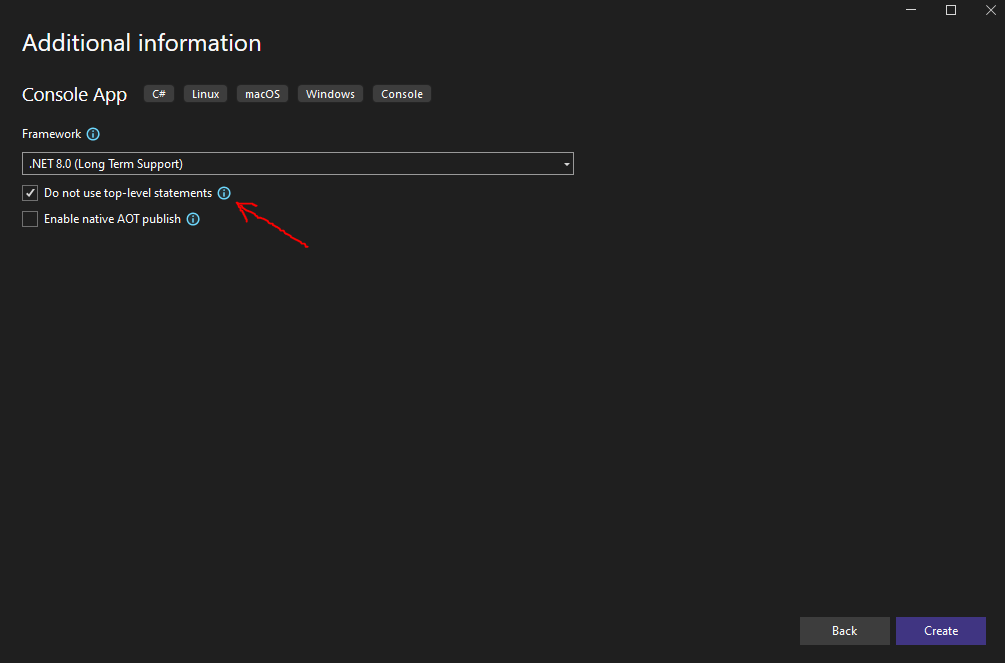 Additional information
Console App C# Linux macOS Windows Console
Framework
.NET 8.0 (Long Term Support)
Do not use top-level statements
Enable native AOT publish
Back Create